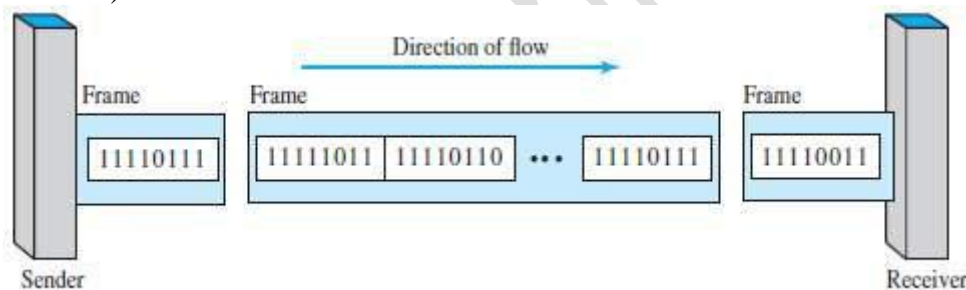 )
Direction of flow
Frame Frame Frame
11110111 11111011 11110110 ••• 11110111 11110011
Sender Receiver